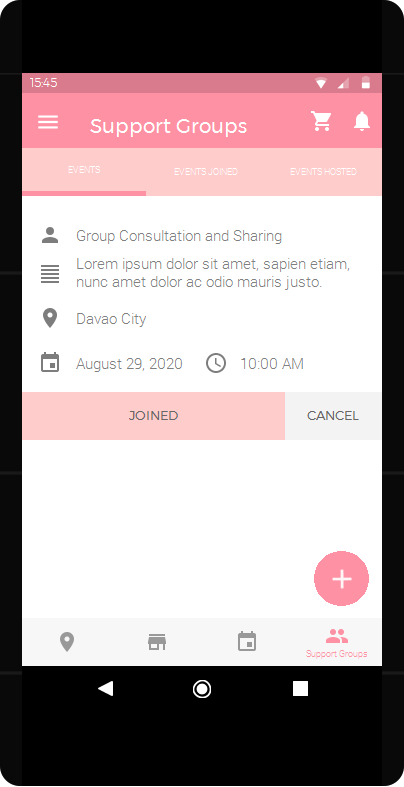 15:45
Support Groups
EVENTS
EVENTS JOINED
EVENTS HOSTED
Group Consultation and Sharing
Lorem ipsum dolor sit amet, sapien etiam,
nunc amet dolor ac odio mauris justo.
Davao City
August 29, 2020
10:00 AM
JOINED
CANCEL
Support Groups